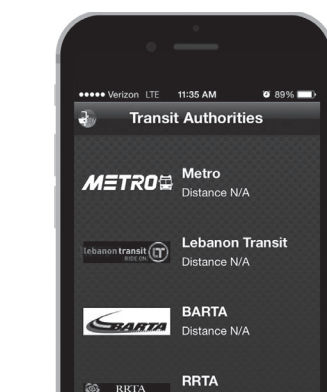 ●●●●● Verizon LTE 11:35 AM 89%
Transit Authorities
METRO
Metro
Distance N/A
lebanon transit LT
RIDE ON.
Lebanon Transit
Distance N/A
BARTA
BARTA
Distance N/A
RRTA
RRTA